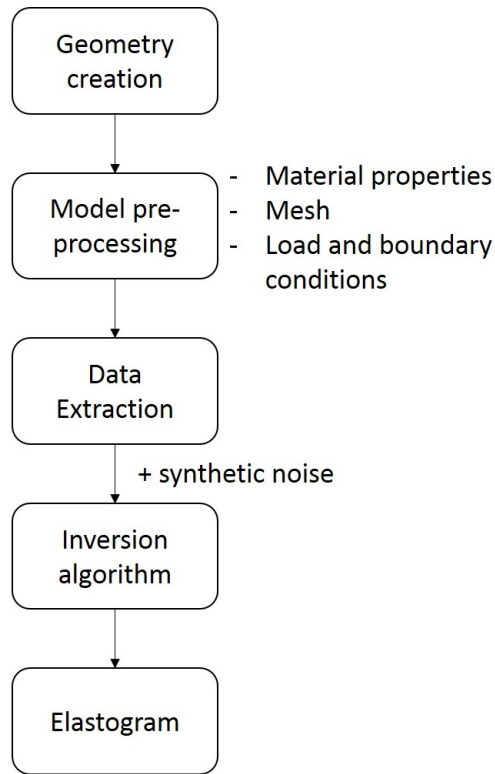 Geometry
creation
Model pre-
processing
- Material properties
- Mesh
- Load and boundary
conditions
Data
Extraction
+ synthetic noise
Inversion
algorithm
Elastogram